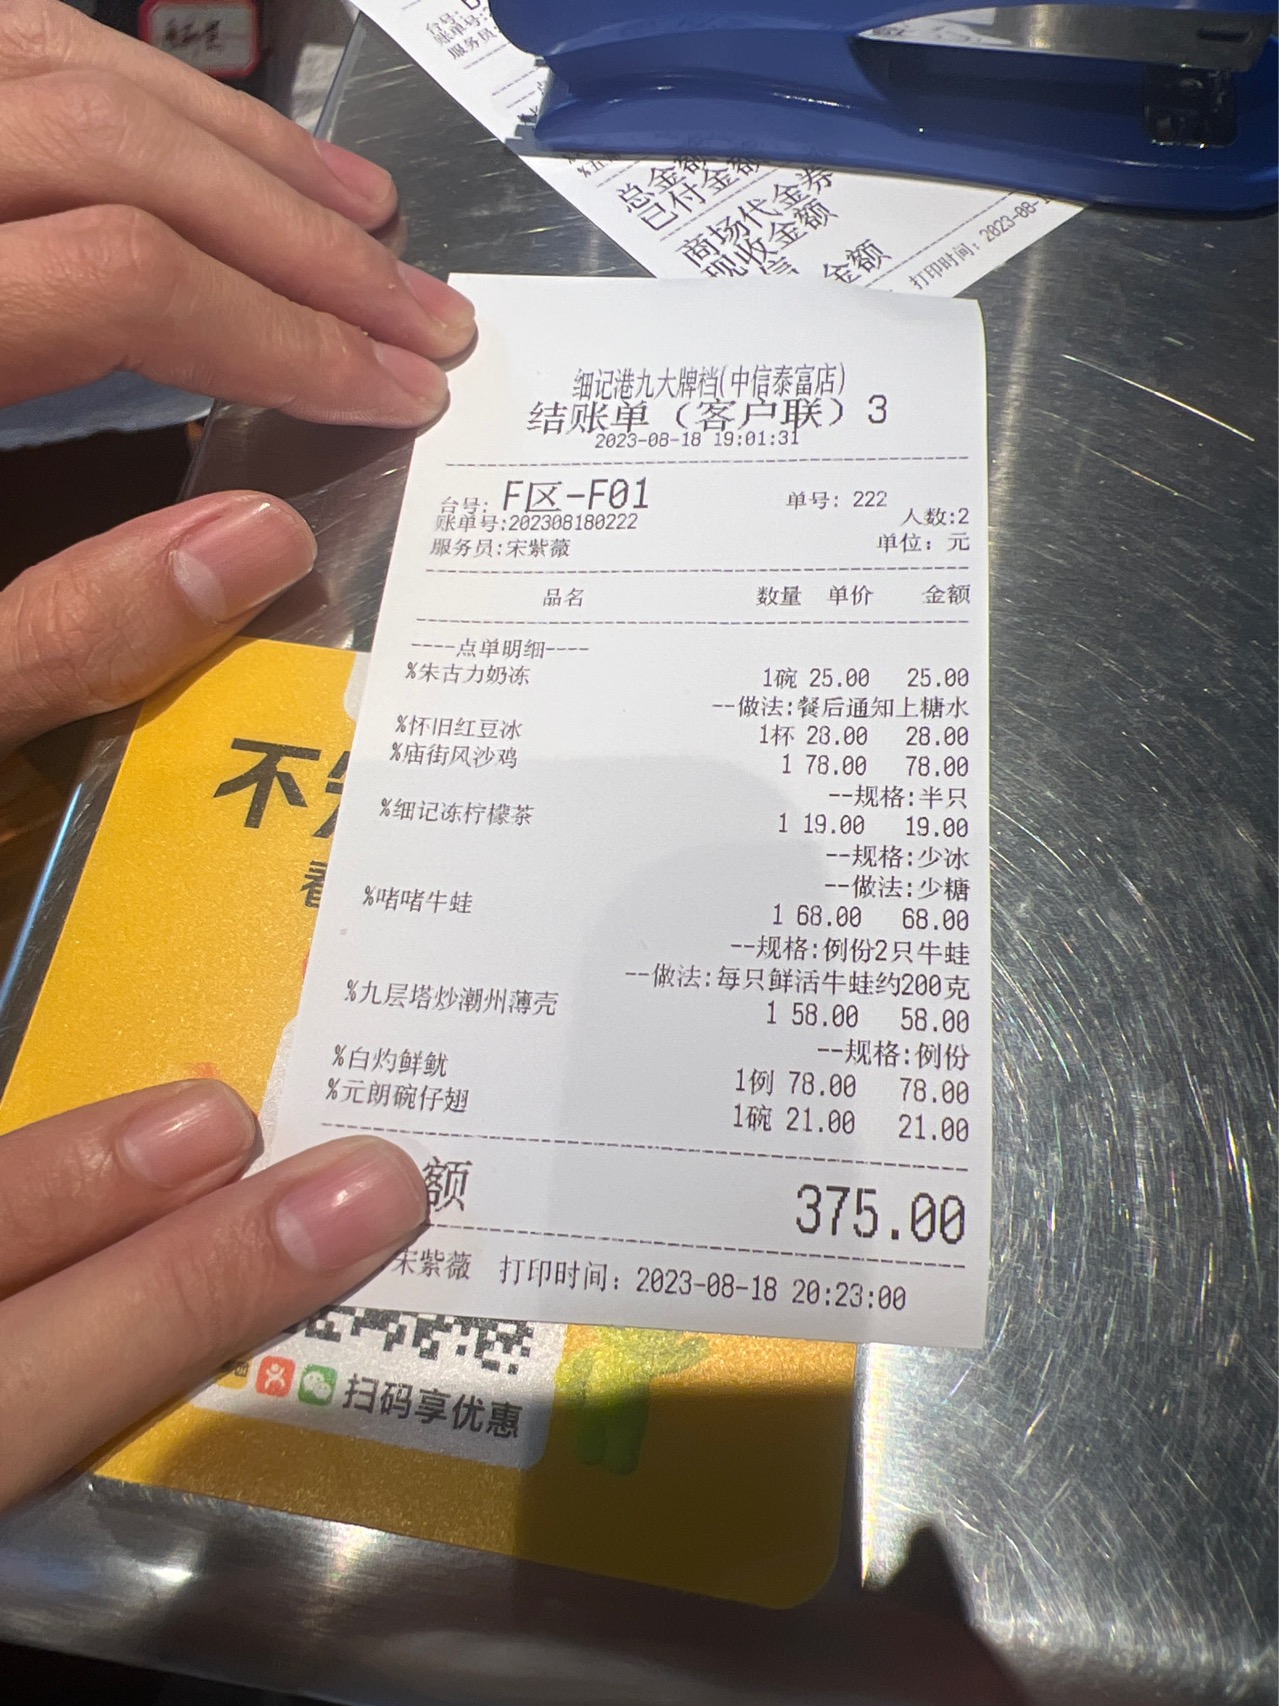 台号:
账单号:
服务员:
总金额
已付金额
商场代金券
现收金额
金额
打印时间: 2023-08-1
细记港九大牌档(中信泰富店)
结账单（客户联）3
2023-08-18 19:01:31
台号: F区-F01 单号: 222
账单号:202308180222 人数:2
服务员:宋紫薇 单位: 元
品名 数量 单价 金额
----点单明细----
%朱古力奶冻 1碗 25.00 25.00
--做法:餐后通知上糖水
%怀旧红豆冰 1杯 28.00 28.00
%庙街风沙鸡 1 78.00 78.00
--规格:半只
%细记冻柠檬茶 1 19.00 19.00
--规格:少冰
--做法:少糖
%啫啫牛蛙 1 68.00 68.00
--规格:例份2只牛蛙
--做法:每只鲜活牛蛙约200克
%九层塔炒潮州薄壳 1 58.00 58.00
--规格:例份
%白灼鲜鱿 1例 78.00 78.00
%元朗碗仔翅 1碗 21.00 21.00
额 375.00
宋紫薇 打印时间: 2023-08-18 20:23:00
不
扫码享优惠